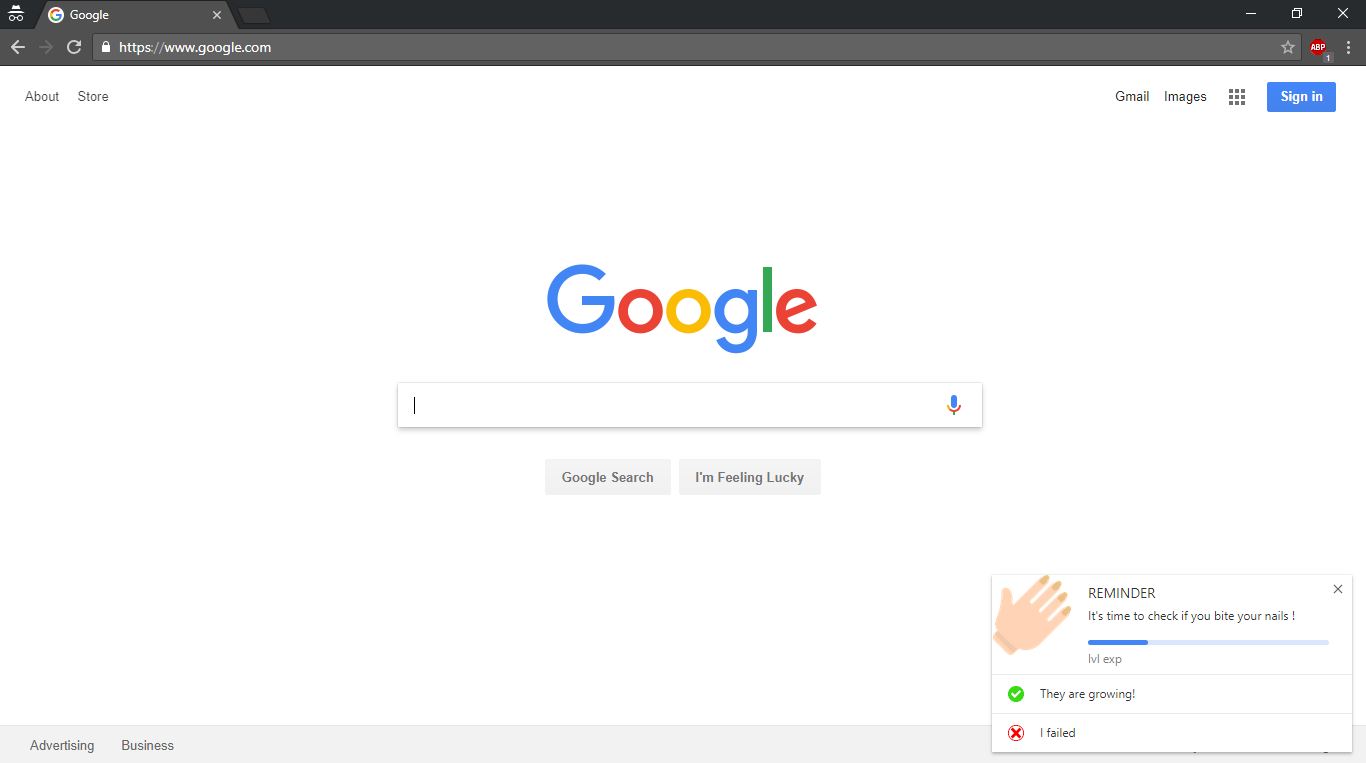 Google
https://www.google.com
ABP
1
About Store
Gmail Images Sign in
Google
Google Search I'm Feeling Lucky
REMINDER
It's time to check if you bite your nails !
lvl exp
They are growing!
I failed
Advertising Business